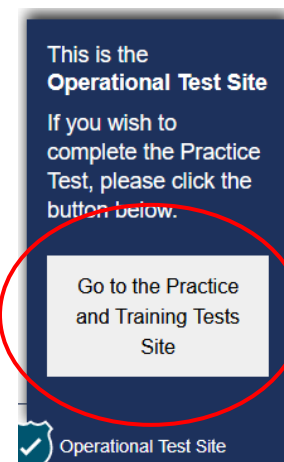 This is the
Operational Test Site
If you wish to
complete the Practice
Test, please click the
button below.
Go to the Practice
and Training Tests
Site
Operational Test Site